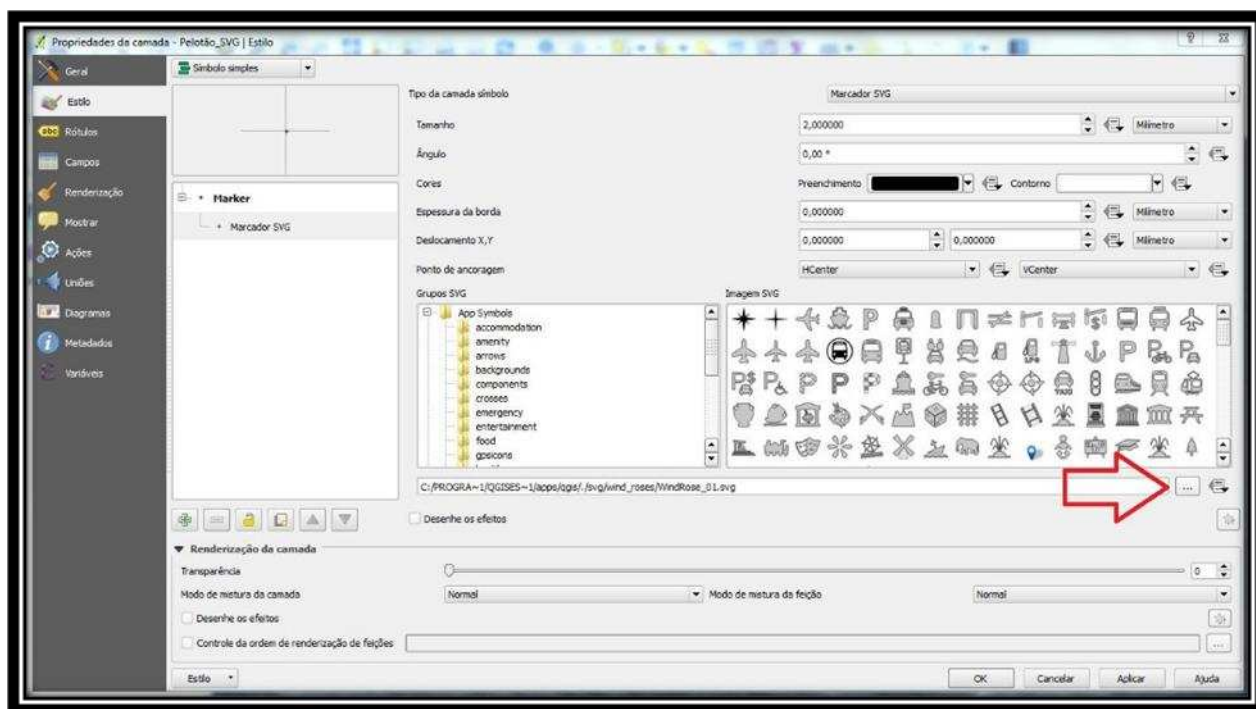 Propriedades da camada - Pelotão_SVG | Estilo
Geral
Estilo
abc Rótulos
Campos
Renderização
Mostrar
Ações
Uniões
Diagramas
Metadados
Variáveis
Símbolo simples
Marker
Marcador SVG
Tipo da camada símbolo Marcador SVG
Tamanho 2,000000 Milímetro
Ângulo 0,00 °
Cores Preenchimento Contorno
Espessura da borda 0,000000 Milímetro
Deslocamento X,Y 0,000000 0,000000 Milímetro
Ponto de ancoragem HCenter VCenter
Grupos SVG Imagem SVG
App Symbols
accommodation
amenity
arrows
backgrounds
components
crosses
emergency
entertainment
food
gpsicons
C:/PROGRA~1/QGISES~1/apps/qgis/./svg/wind_roses/WindRose_01.svg ...
Desenhe os efeitos
Renderização da camada
Transparência 0
Modo de mistura da camada Normal Modo de mistura da feição Normal
Desenhe os efeitos
Controle da ordem de renderização de feições ...
Estilo OK Cancelar Aplicar Ajuda